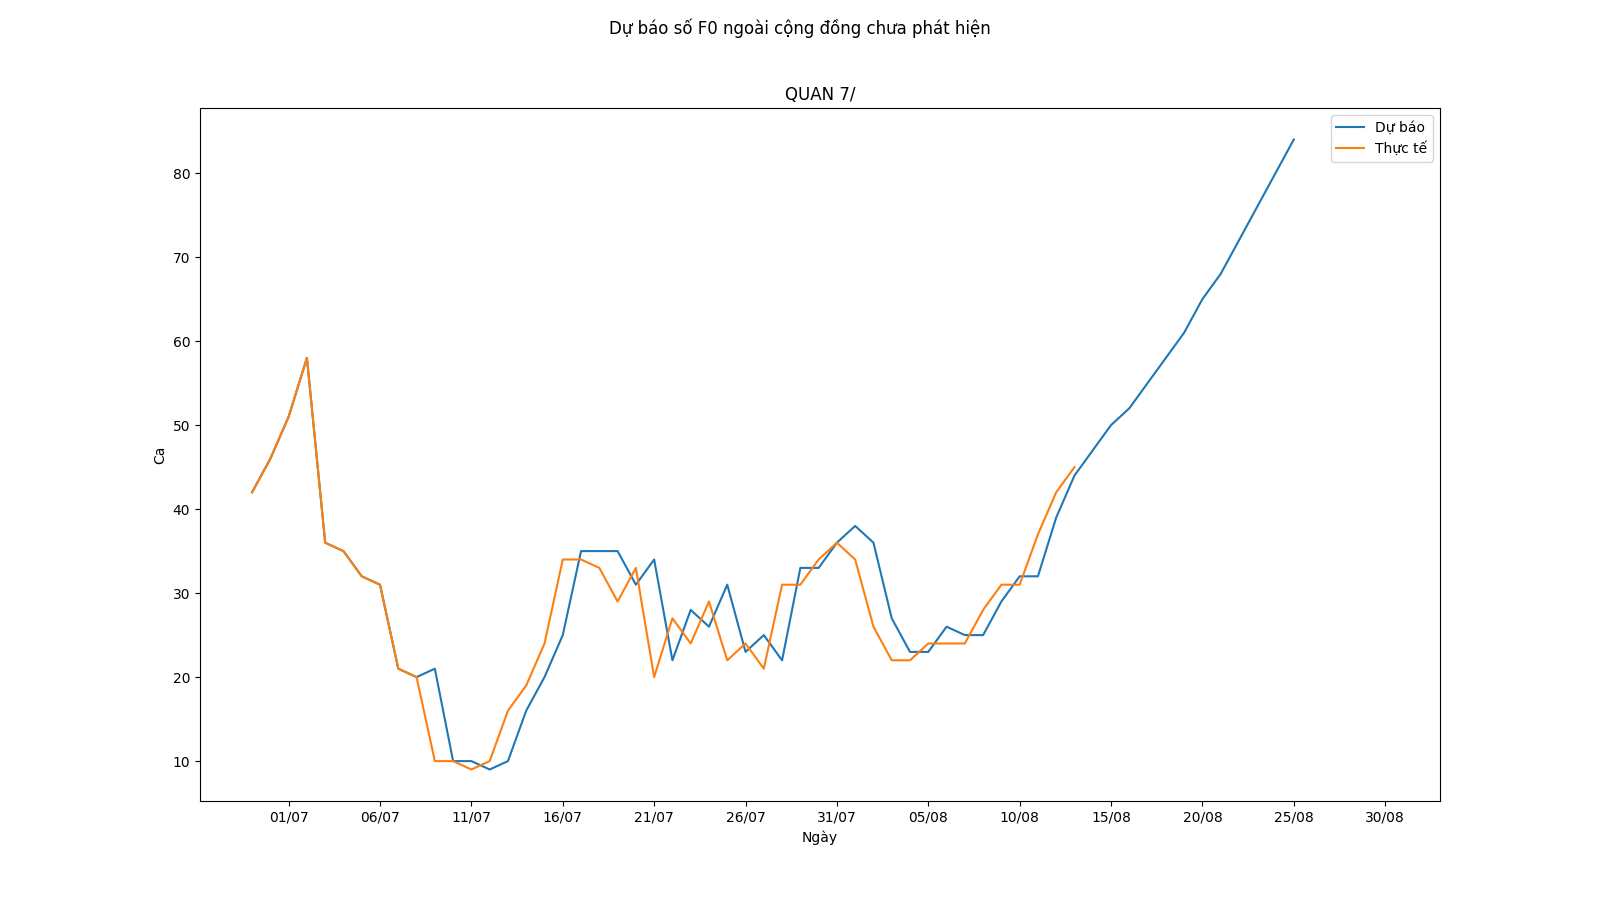 Dự báo số F0 ngoài cộng đồng chưa phát hiện
QUAN 7/
Dự báo
Thực tế
80
70
60
50
40
30
20
10
Ca
01/07 06/07 11/07 16/07 21/07 26/07 31/07 05/08 10/08 15/08 20/08 25/08 30/08
Ngày